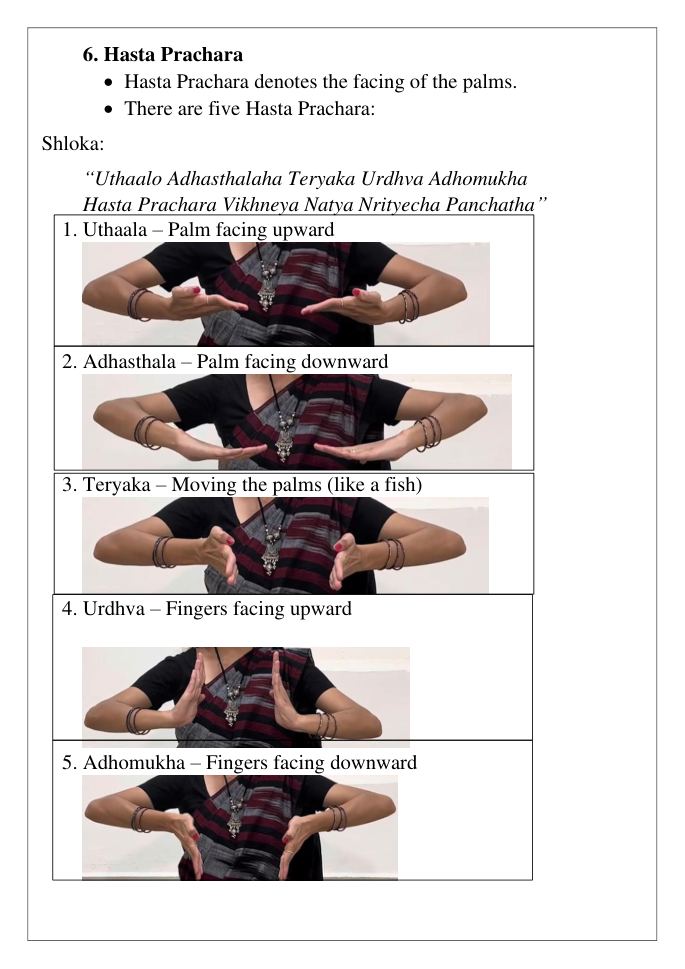 6. Hasta Prachara
• Hasta Prachara denotes the facing of the palms.
• There are five Hasta Prachara:
Shloka:
“Uthaalo Adhasthalaha Teryaka Urdhva Adhomukha
Hasta Prachara Vikhneya Natya Nrityecha Panchatha”
1. Uthaala – Palm facing upward
2. Adhasthala – Palm facing downward
3. Teryaka – Moving the palms (like a fish)
4. Urdhva – Fingers facing upward
5. Adhomukha – Fingers facing downward